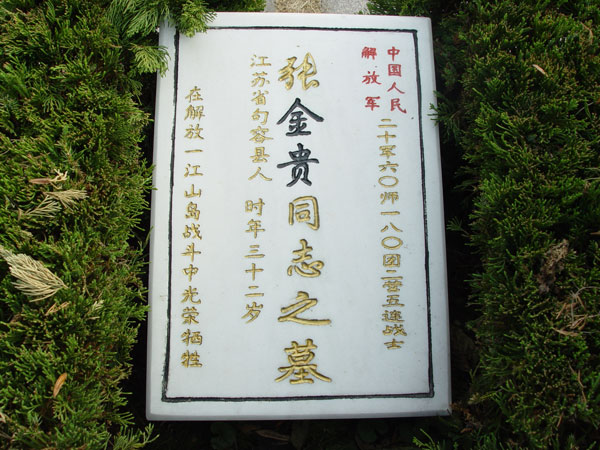 中国人民
解放军
二十军六〇师一八〇团二营五连战士
张金贵同志之墓
江苏省句容县人 时年三十二岁
在解放一江山岛战斗中光荣牺牲